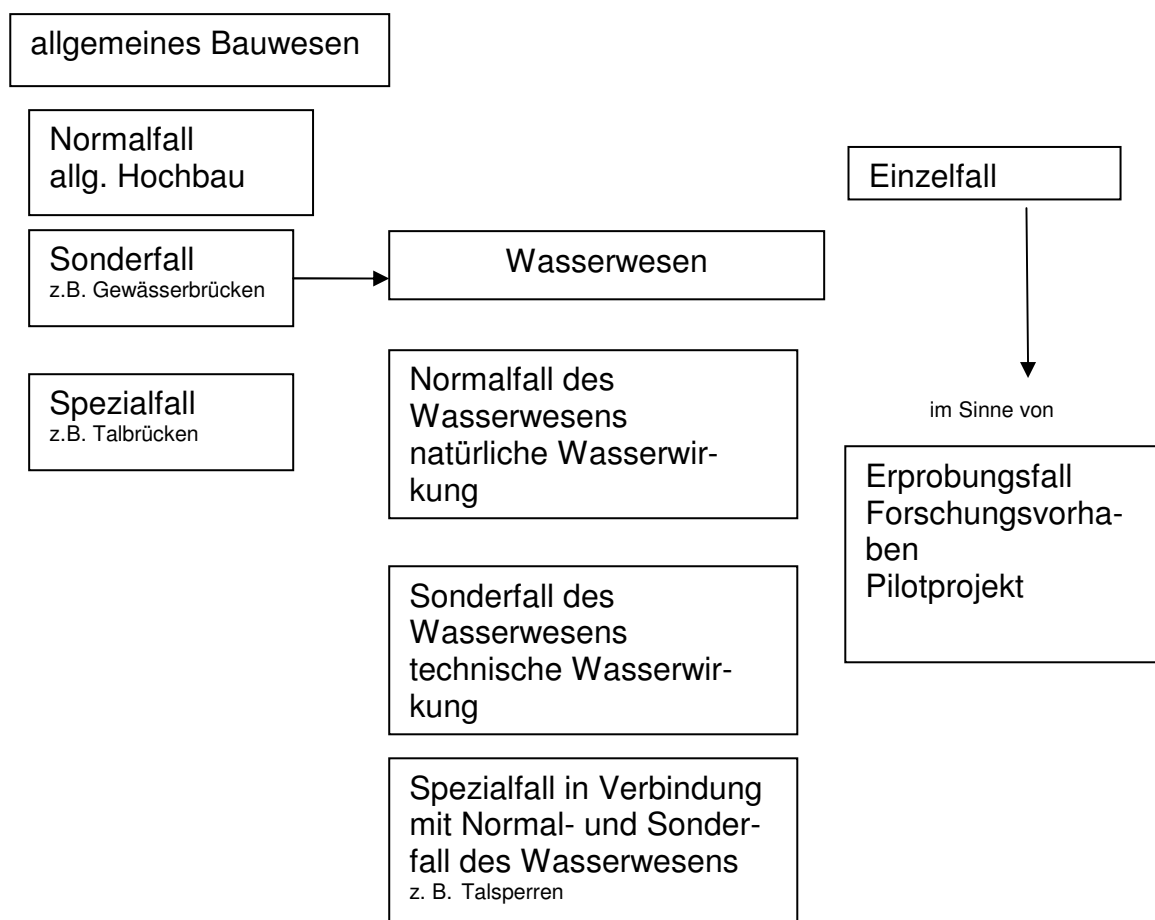 allgemeines Bauwesen
Normalfall
allg. Hochbau
Sonderfall
z.B. Gewässerbrücken
Spezialfall
z.B. Talbrücken
Wasserwesen
Normalfall des
Wasserwesens
natürliche Wasserwir-
kung
Sonderfall des
Wasserwesens
technische Wasserwir-
kung
Spezialfall in Verbindung
mit Normal- und Sonder-
fall des Wasserwesens
z. B. Talsperren
Einzelfall
im Sinne von
Erprobungsfall
Forschungsvorha-
ben
Pilotprojekt